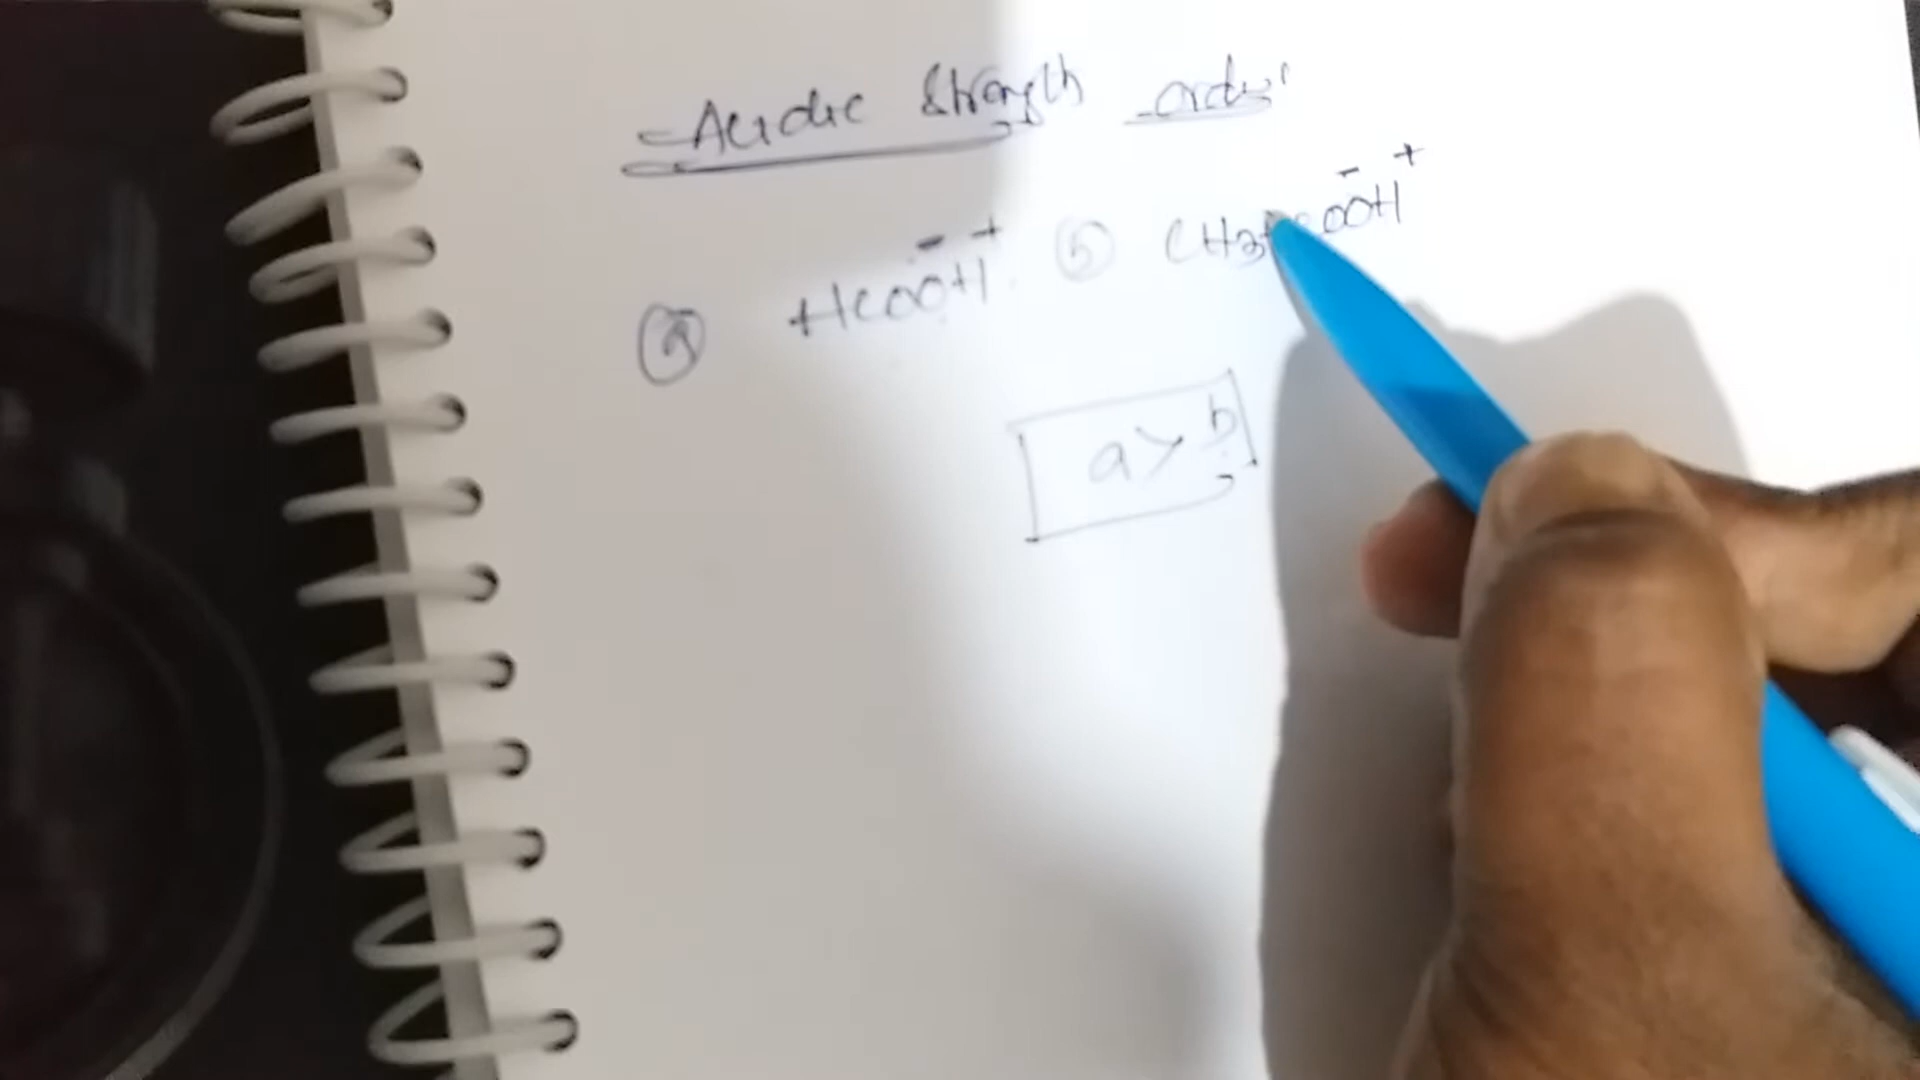 Acidic Strength order
- + - +
(a) HCOOH (b) CH3COOH
a > b